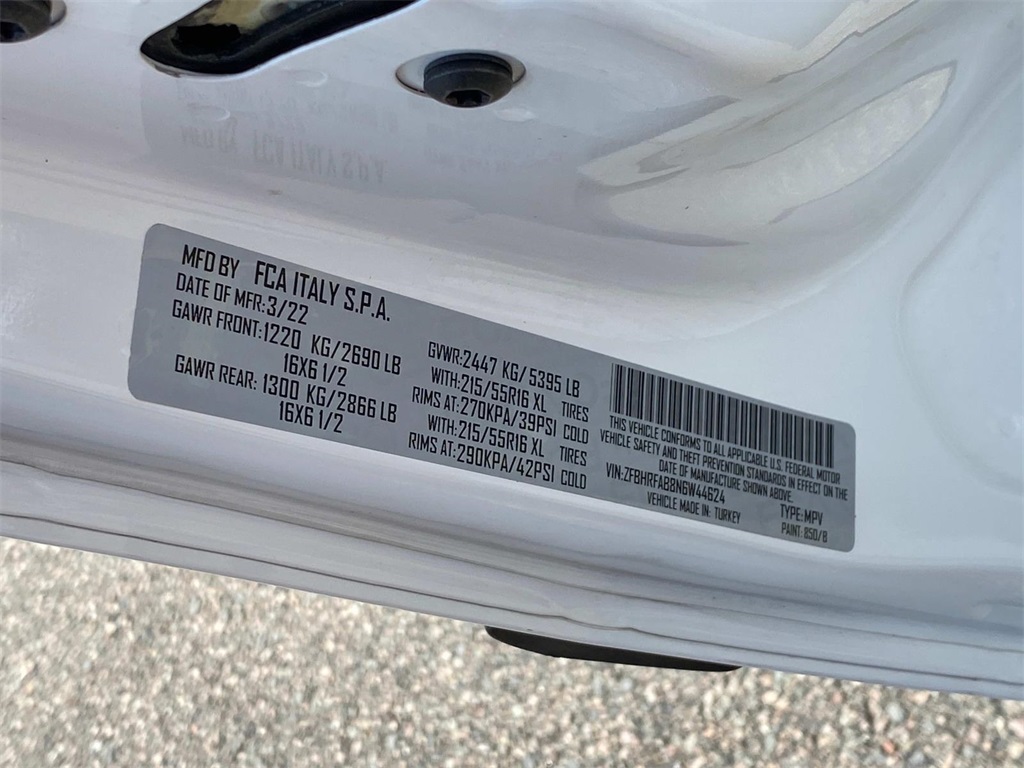 MFD BY FCA ITALY S.P.A.
DATE OF MFR:3/22
GAWR FRONT:1220 KG/2690 LB
16X6 1/2
GAWR REAR: 1300 KG/2866 LB
16X6 1/2
GVWR:2447 KG/5395 LB
WITH:215/55R16 XL TIRES
RIMS AT:270KPA/39PSI COLD
WITH:215/55R16 XL TIRES
RIMS AT:290KPA/42PSI COLD
THIS VEHICLE CONFORMS TO ALL APPLICABLE U.S. FEDERAL MOTOR
VEHICLE SAFETY AND THEFT PREVENTION STANDARDS IN EFFECT ON THE
DATE OF MANUFACTURE SHOWN ABOVE.
VIN:ZFBHRFAB8N6W44624 TYPE:MPV
VEHICLE MADE IN: TURKEY PAINT: 850/B